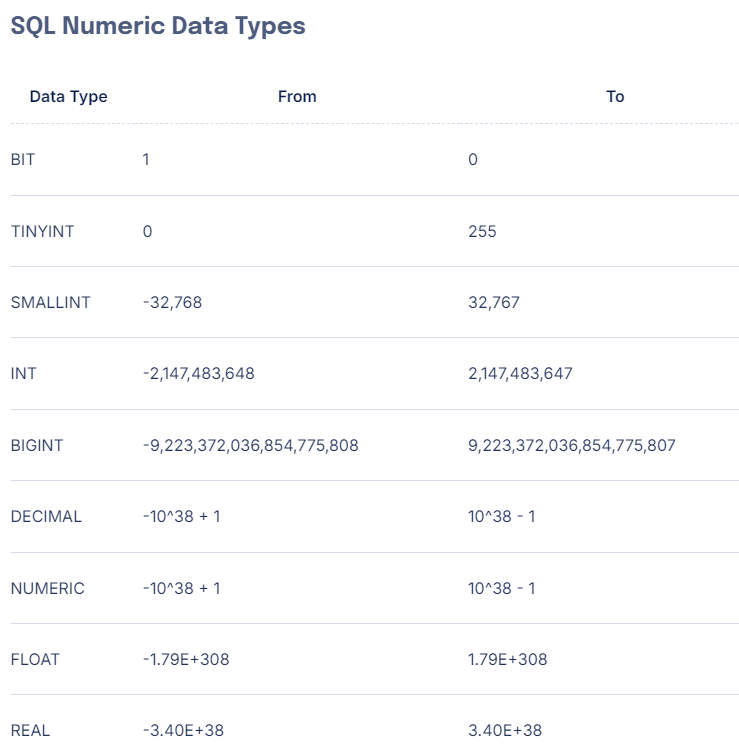 SQL Numeric Data Types
Data Type From To
BIT 1 0
TINYINT 0 255
SMALLINT -32,768 32,767
INT -2,147,483,648 2,147,483,647
BIGINT -9,223,372,036,854,775,808 9,223,372,036,854,775,807
DECIMAL -10^38 + 1 10^38 - 1
NUMERIC -10^38 + 1 10^38 - 1
FLOAT -1.79E+308 1.79E+308
REAL -3.40E+38 3.40E+38